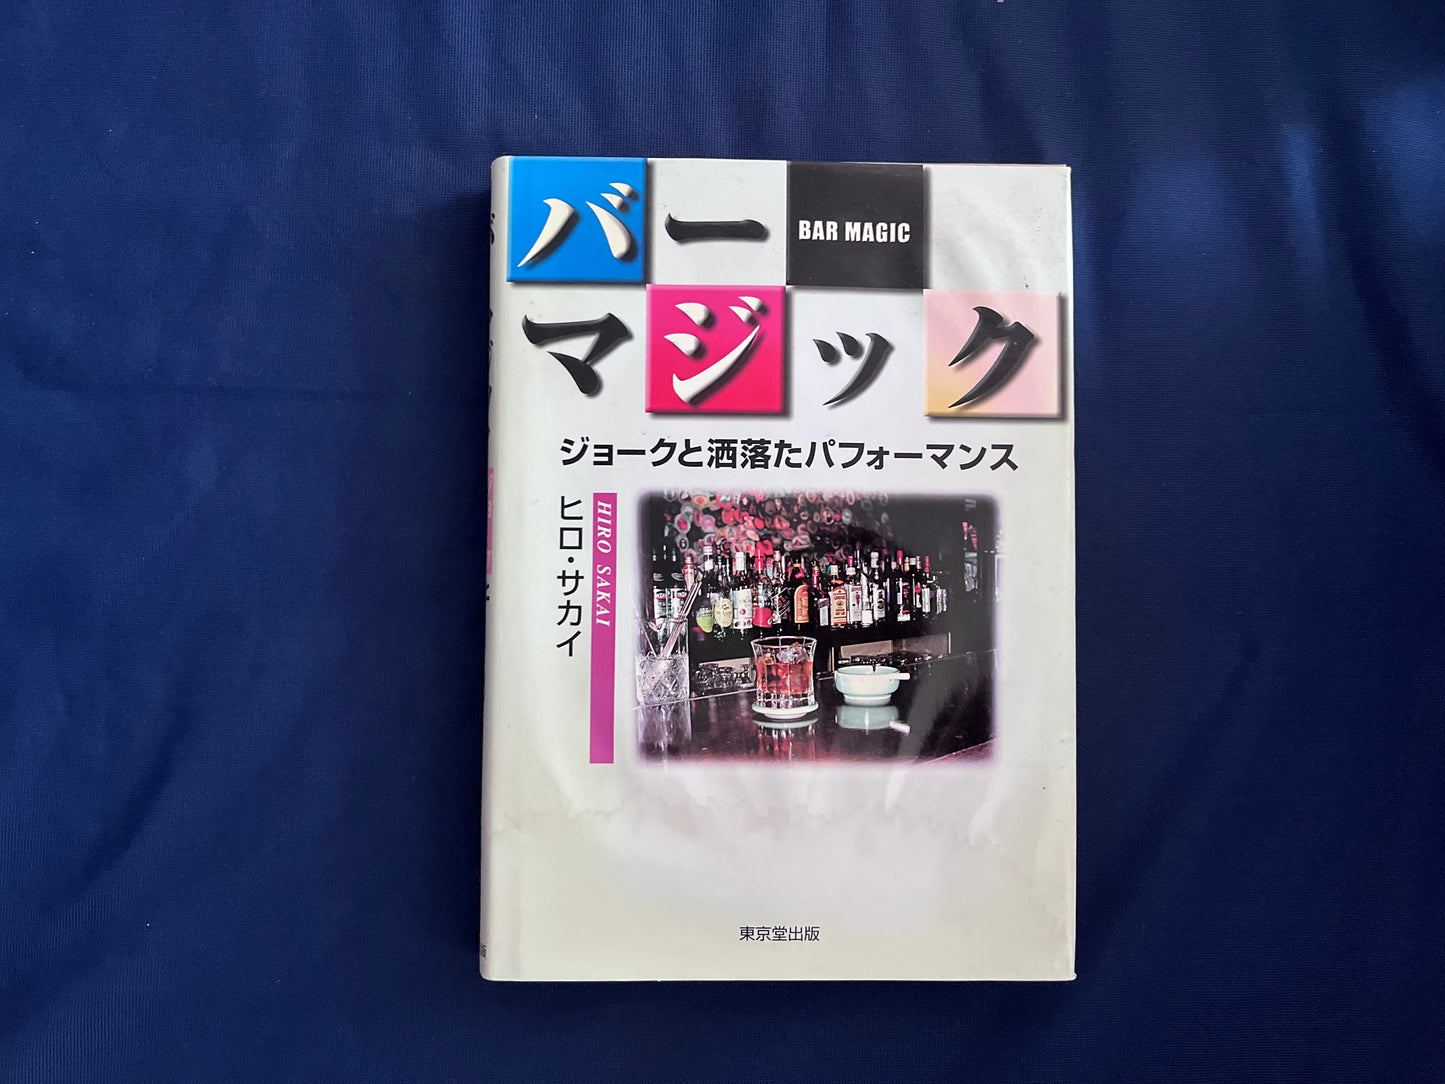 バー
BAR MAGIC
マジック
ジョークと洒落たパフォーマンス
ヒロ・サカイ
HIRO SAKAI
東京堂出版